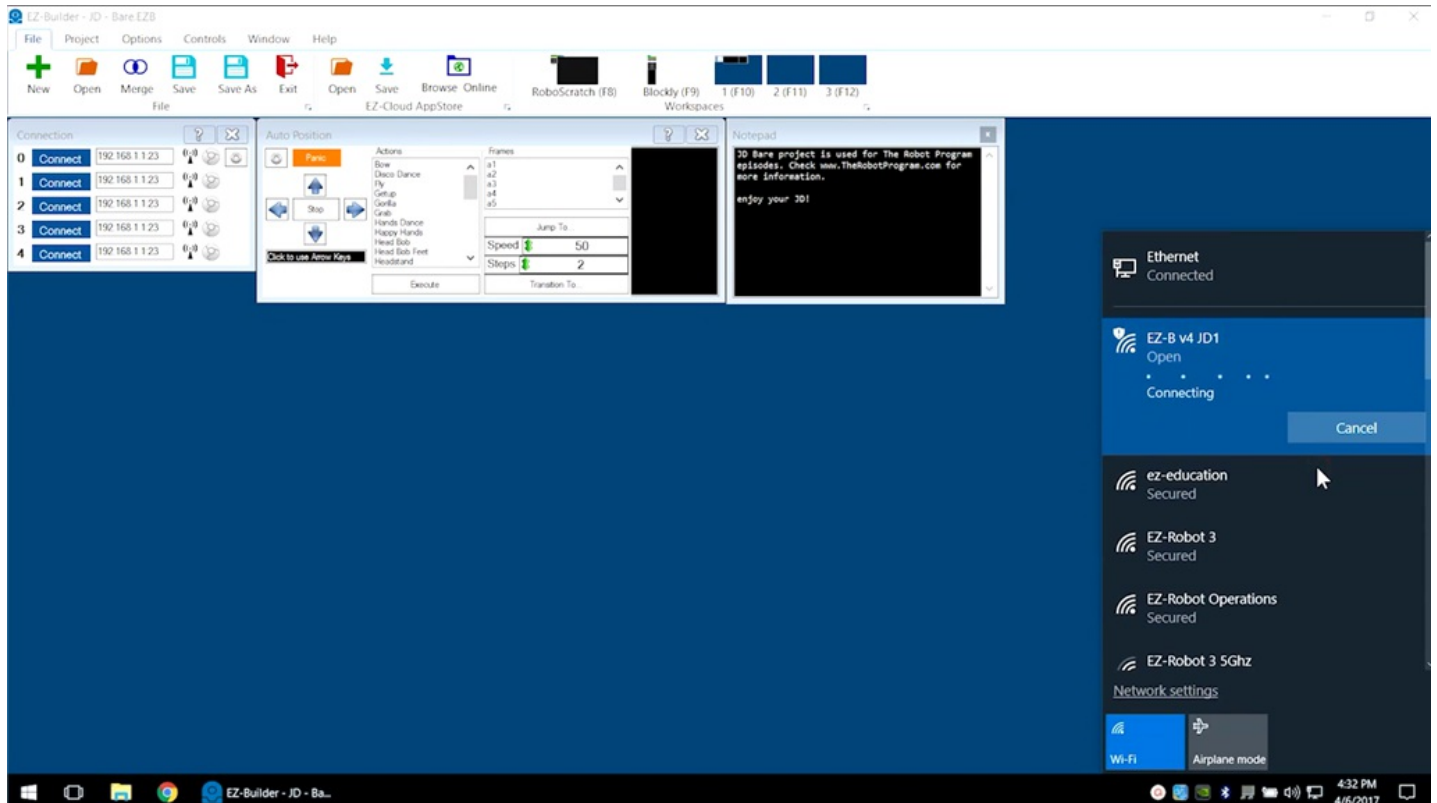 EZ-Builder - JD - Bare.EZB
File Project Options Controls Window Help
New Open Merge Save Save As Exit Open Save Browse Online RoboScratch (F8) Blockly (F9) 1 (F10) 2 (F11) 3 (F12)
File EZ-Cloud AppStore Workspaces
Connection
0 Connect 192.168.1.1:23
1 Connect 192.168.1.1:23
2 Connect 192.168.1.1:23
3 Connect 192.168.1.1:23
4 Connect 192.168.1.1:23
Auto Position
Panic
Stop
Click to use Arrow Keys
Actions
Bow
Disco Dance
Fly
Getup
Gorilla
Grab
Hands Dance
Happy Hands
Head Bob
Head Bob Feet
Headstand
Execute
Frames
a1
a2
a3
a4
a5
Jump To...
Speed 50
Steps 2
Transition To...
Notepad
JD Bare project is used for The Robot Program
episodes. Check www.TheRobotProgram.com for
more information.
enjoy your JD!
Ethernet
Connected
EZ-B v4 JD1
Open
Connecting
Cancel
ez-education
Secured
EZ-Robot 3
Secured
EZ-Robot Operations
Secured
EZ-Robot 3 5Ghz
Network settings
Wi-Fi Airplane mode
EZ-Builder - JD - Ba...
4:32 PM
4/6/2017